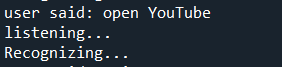 user said: open YouTube
listening...
Recognizing...